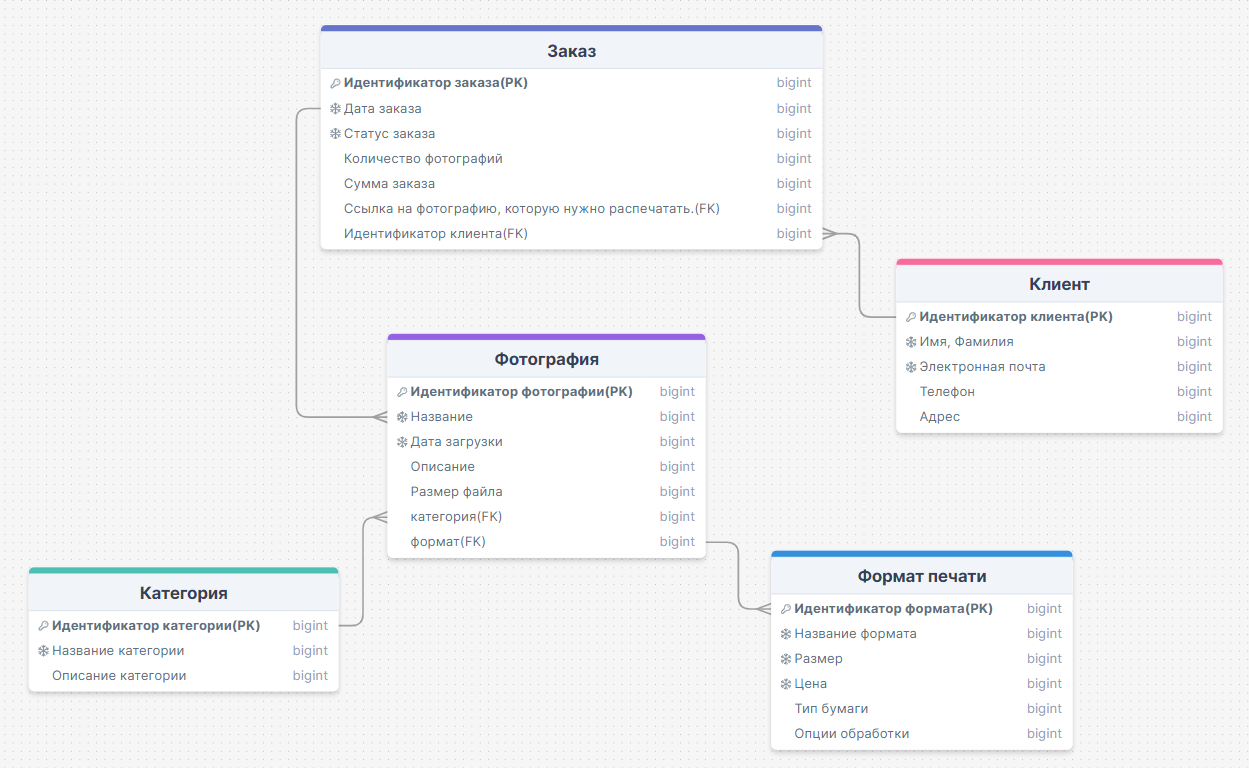 Заказ
Идентификатор заказа(PK) bigint
Дата заказа bigint
Статус заказа bigint
Количество фотографий bigint
Сумма заказа bigint
Ссылка на фотографию, которую нужно распечатать.(FK) bigint
Идентификатор клиента(FK) bigint
Клиент
Идентификатор клиента(PK) bigint
Имя, Фамилия bigint
Электронная почта bigint
Телефон bigint
Адрес bigint
Фотография
Идентификатор фотографии(PK) bigint
Название bigint
Дата загрузки bigint
Описание bigint
Размер файла bigint
категория(FK) bigint
формат(FK) bigint
Категория
Идентификатор категории(PK) bigint
Название категории bigint
Описание категории bigint
Формат печати
Идентификатор формата(PK) bigint
Название формата bigint
Размер bigint
Цена bigint
Тип бумаги bigint
Опции обработки bigint